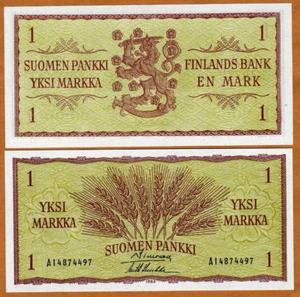 1 1
SUOMEN PANKKI FINLANDS BANK
YKSI MARKKA EN MARK
1 1
1 1
YKSI YKSI
MARKKA MARKKA
SUOMEN PANKKI
1 1
A14874497 A14874497
1963